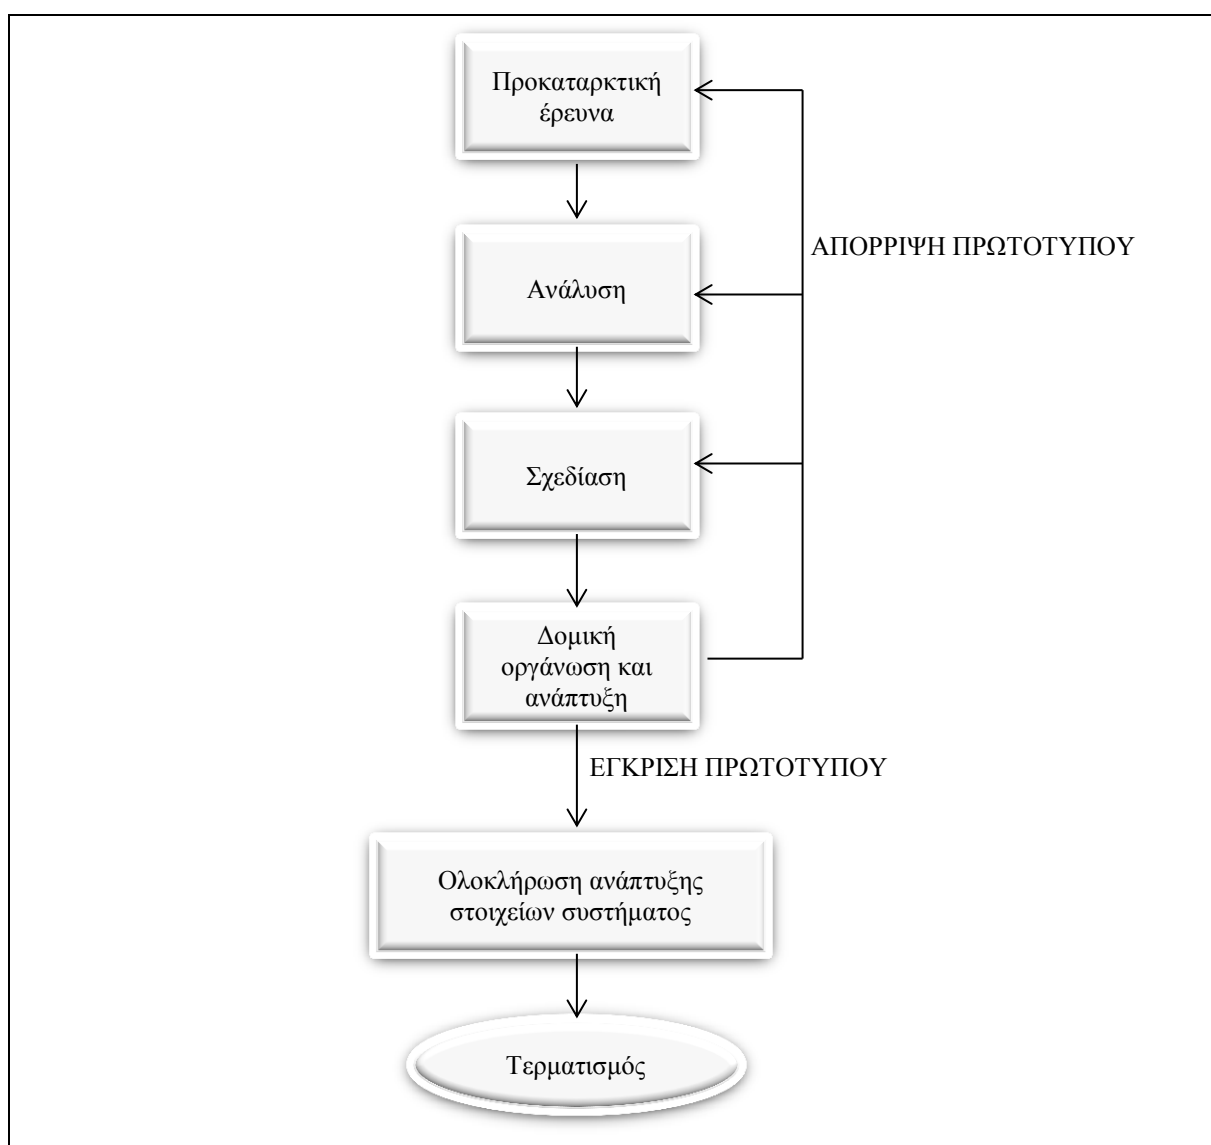 Προκαταρκτική
έρευνα
ΑΠΟΡΡΙΨΗ ΠΡΩΤΟΤΥΠΟΥ
Ανάλυση
Σχεδίαση
Δομική
οργάνωση και
ανάπτυξη
ΕΓΚΡΙΣΗ ΠΡΩΤΟΤΥΠΟΥ
Ολοκλήρωση ανάπτυξης
στοιχείων συστήματος
Τερματισμός